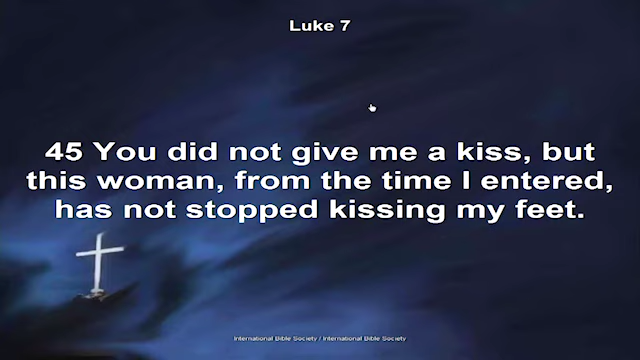 Luke 7
45 You did not give me a kiss, but
this woman, from the time I entered,
has not stopped kissing my feet.
International Bible Society / International Bible Society